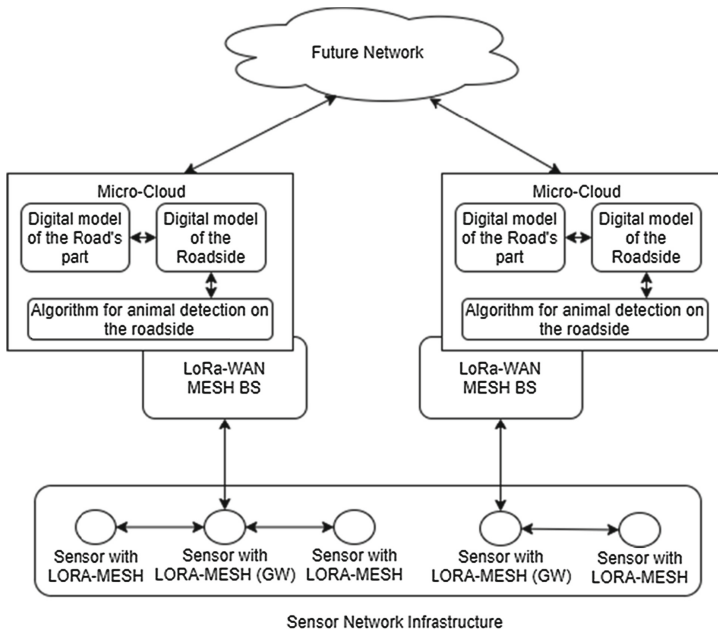 Future Network
Micro-Cloud
Digital model
of the Road's
part
Digital model
of the
Roadside
Algorithm for animal detection on
the roadside
LoRa-WAN
MESH BS
Micro-Cloud
Digital model
of the Road's
part
Digital model
of the
Roadside
Algorithm for animal detection on
the roadside
LoRa-WAN
MESH BS
Sensor with
LORA-MESH
Sensor with
LORA-MESH (GW)
Sensor with
LORA-MESH
Sensor with
LORA-MESH (GW)
Sensor with
LORA-MESH
Sensor Network Infrastructure